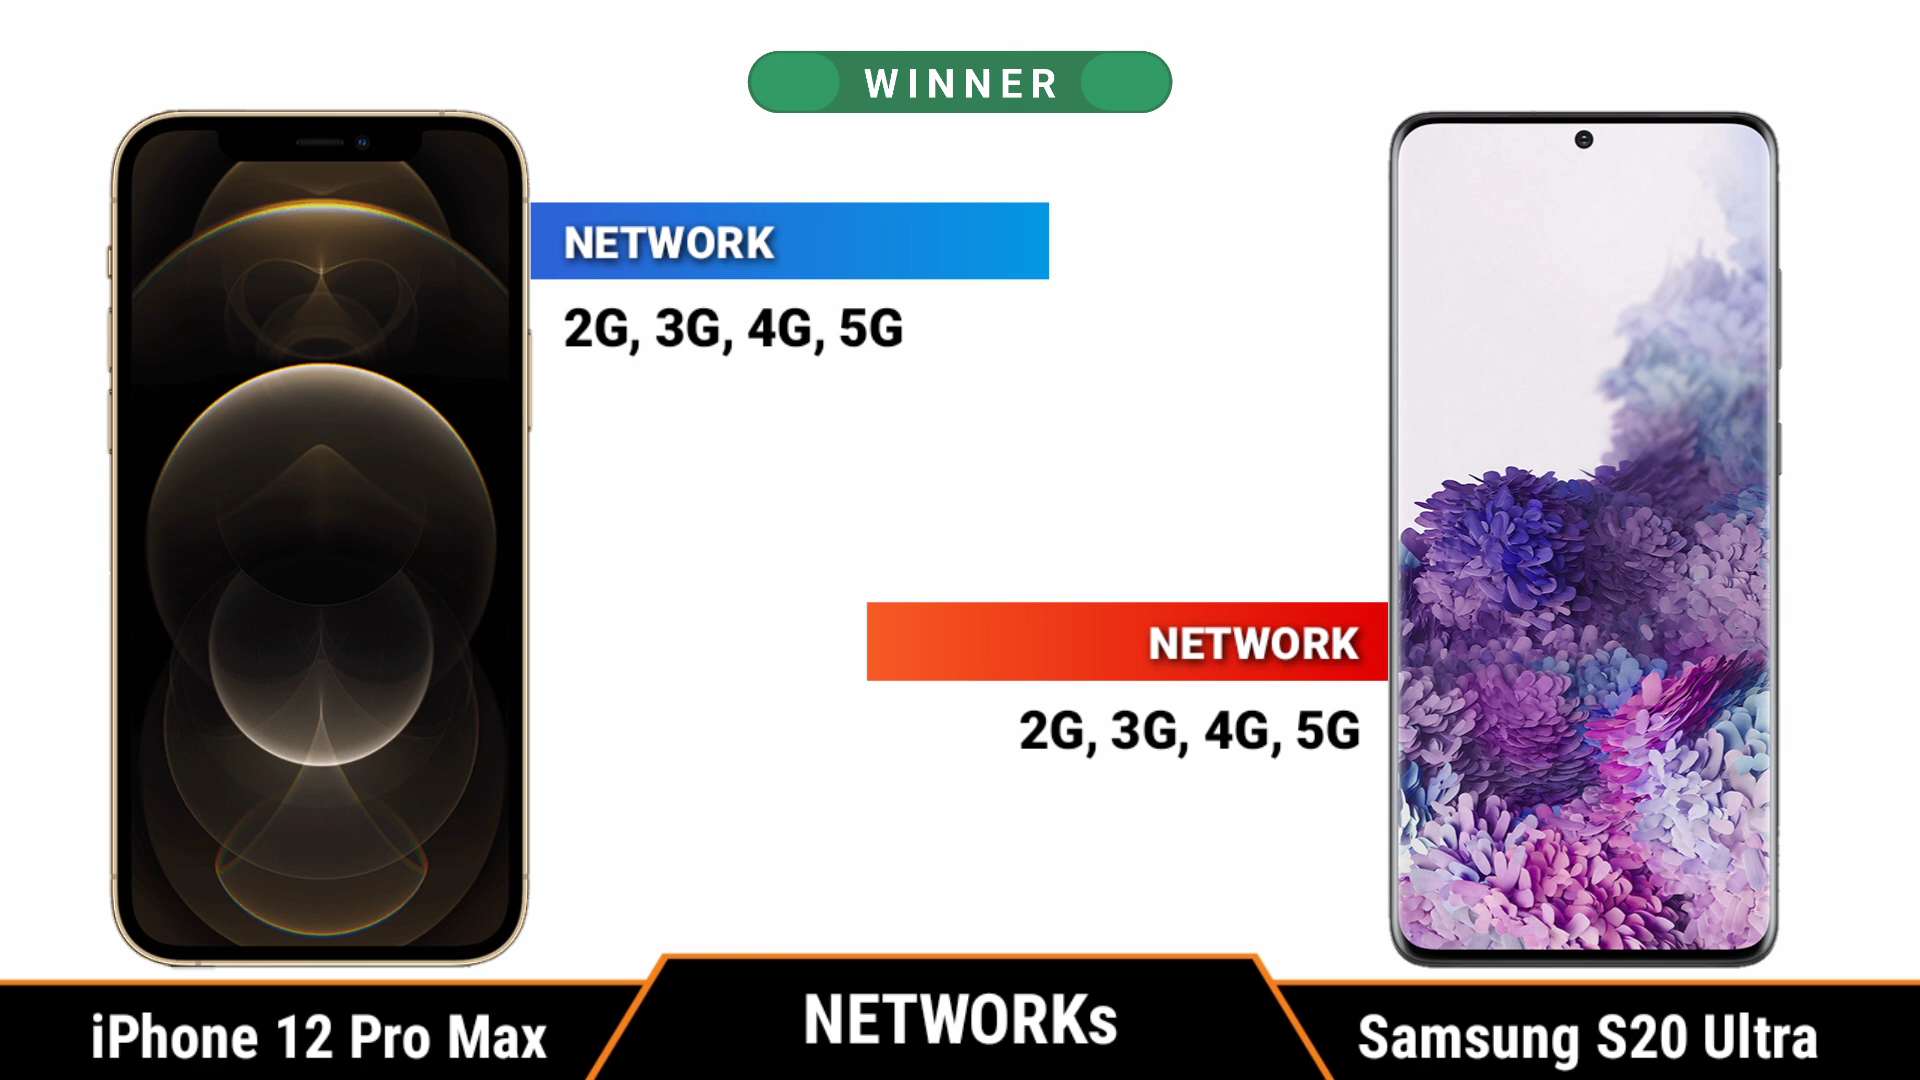 WINNER
NETWORK
2G, 3G, 4G, 5G
NETWORK
2G, 3G, 4G, 5G
iPhone 12 Pro Max
NETWORKs
Samsung S20 Ultra